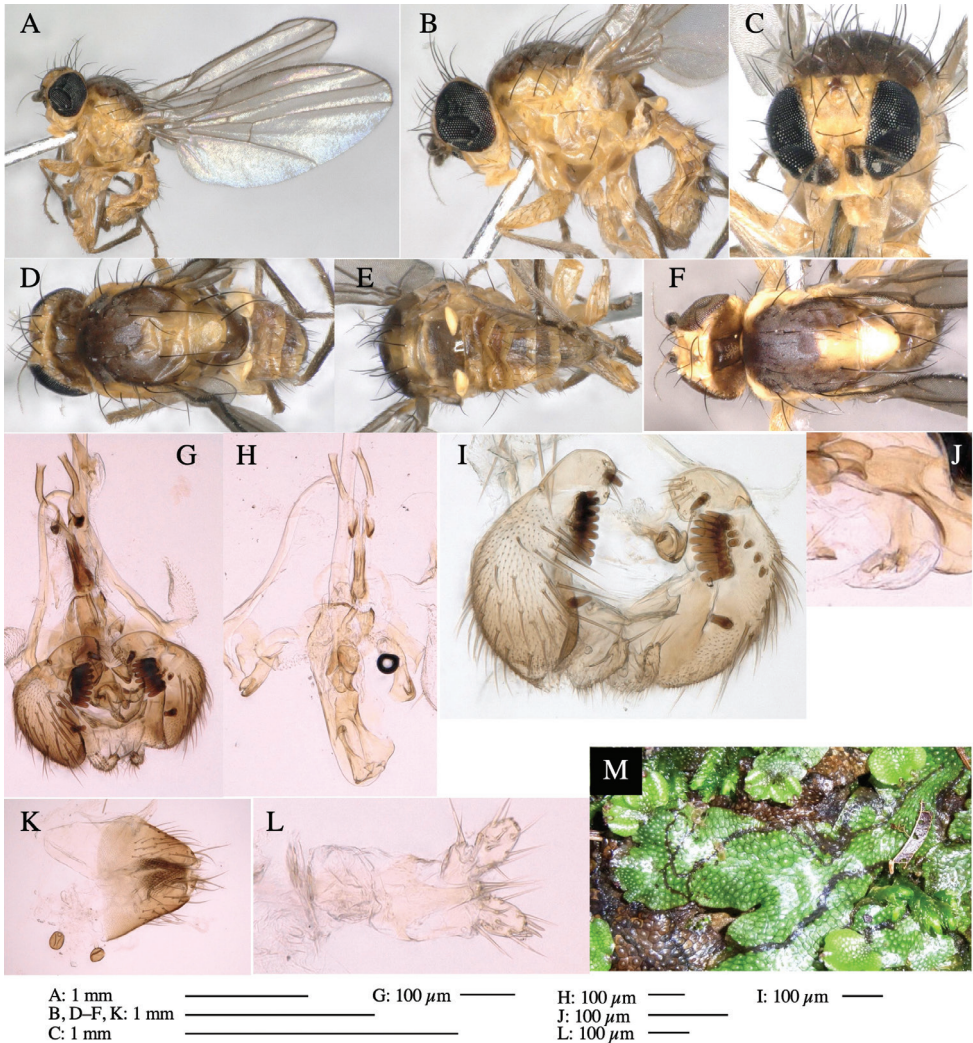 A
B
C
D
E
F
G
H
I
J
K
L
M
A: 1 mm
B, D–F, K: 1 mm
C: 1 mm
G: 100 µm
H: 100 µm
J: 100 µm
L: 100 µm
I: 100 µm